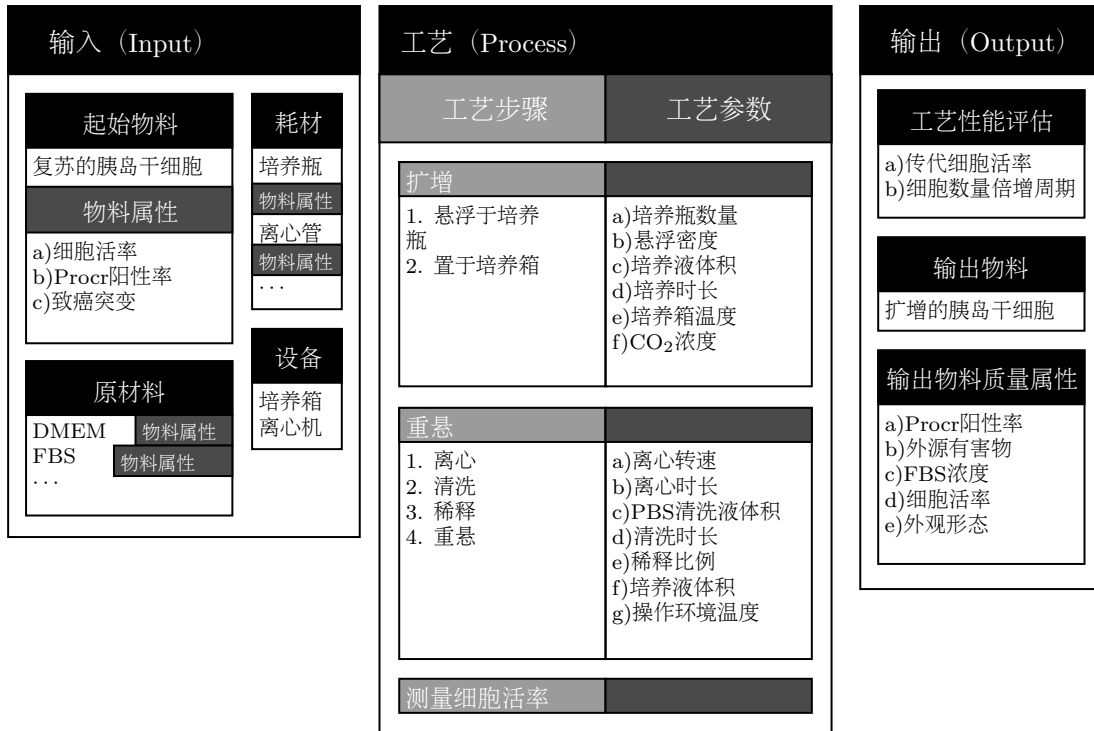 输入（Input）
起始物料
复苏的胰岛干细胞
物料属性
a)细胞活率
b)Procr阳性率
c)致癌突变
原材料
DMEM 物料属性
FBS 物料属性
...
耗材
培养瓶
物料属性
离心管
物料属性
...
设备
培养箱
离心机
工艺（Process）
工艺步骤
工艺参数
扩增
1. 悬浮于培养
瓶
2. 置于培养箱
a)培养瓶数量
b)悬浮密度
c)培养液体积
d)培养时长
e)培养箱温度
f)CO₂浓度
重悬
1. 离心
2. 清洗
3. 稀释
4. 重悬
a)离心转速
b)离心时长
c)PBS清洗液体积
d)清洗时长
e)稀释比例
f)培养液体积
g)操作环境温度
测量细胞活率
输出（Output）
工艺性能评估
a)传代细胞活率
b)细胞数量倍增周期
输出物料
扩增的胰岛干细胞
输出物料质量属性
a)Procr阳性率
b)外源有害物
c)FBS浓度
d)细胞活率
e)外观形态